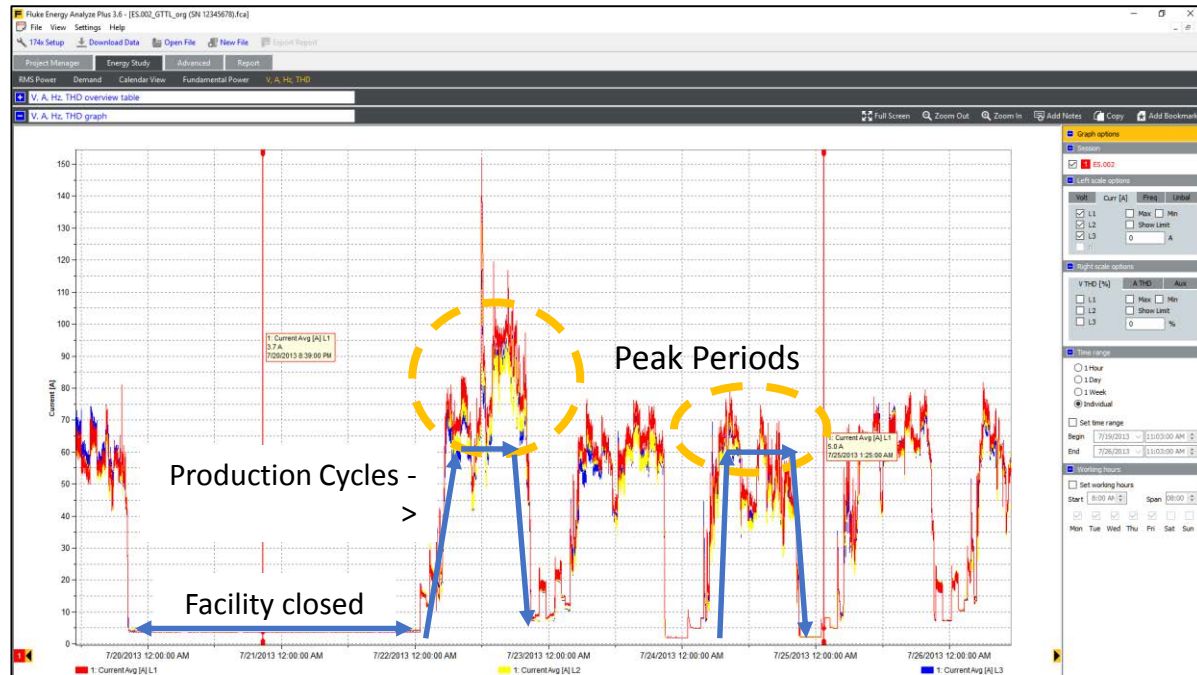 Fluke Energy Analyze Plus 3.6 - [ES.002_GTTL_org (SN 12345678).fca]
File View Settings Help
174x Setup Download Data Open File New File Export Report
Project Manager Energy Study Advanced Report
RMS Power Demand Calendar View Fundamental Power V, A, Hz, THD
V, A, Hz, THD overview table
V, A, Hz, THD graph Full Screen Zoom Out Zoom In Add Notes Copy Add Bookmark
Graph options
Session
1 ES.002
Left scale options
Volt Curr [A] Freq Unbal
L1 Max Min
L2 Show Limit
L3 0 A
Right scale options
V THD [%] A THD Aux
L1 Max Min
L2 Show Limit
L3 0 %
Time range
1 Hour
1 Day
1 Week
Individual
Set time range
Begin 7/19/2013 11:03:00 AM
End 7/26/2013 11:03:00 AM
Working hours
Set working hours
Start 8:00 AM Span 08:00
Mon Tue Wed Thu Fri Sat Sun
Current [A]
150
140
130
120
110
100
90
80
70
60
50
40
30
20
10
0
1: Current Avg [A] L1
3.7 A
7/20/2013 8:39:00 PM
Peak Periods
1: Current Avg [A] L1
5.0 A
7/25/2013 1:25:00 AM
Production Cycles -
>
Facility closed
7/20/2013 12:00:00 AM 7/21/2013 12:00:00 AM 7/22/2013 12:00:00 AM 7/23/2013 12:00:00 AM 7/24/2013 12:00:00 AM 7/25/2013 12:00:00 AM 7/26/2013 12:00:00 AM
1
1: Current Avg [A] L1 1: Current Avg [A] L2 1: Current Avg [A] L3